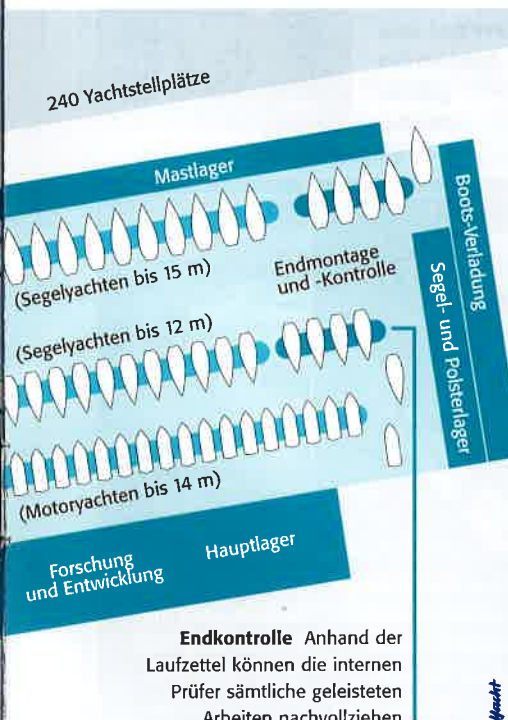 240 Yachtstellplätze
Mastlager
Boots-Verladung
(Segelyachten bis 15 m)
Endmontage
und -Kontrolle
Segel- und Polsterlager
(Segelyachten bis 12 m)
(Motoryachten bis 14 m)
Forschung
und Entwicklung
Hauptlager
Endkontrolle Anhand der
Laufzettel können die internen
Prüfer sämtliche geleisteten
Arbeiten nachvollziehen
Yacht